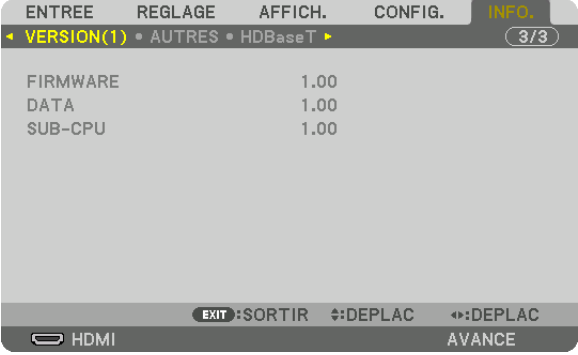 ENTREE REGLAGE AFFICH. CONFIG. INFO.
VERSION(1) • AUTRES • HDBaseT 3/3
FIRMWARE 1.00
DATA 1.00
SUB-CPU 1.00
EXIT :SORTIR :DEPLAC :DEPLAC
HDMI AVANCE